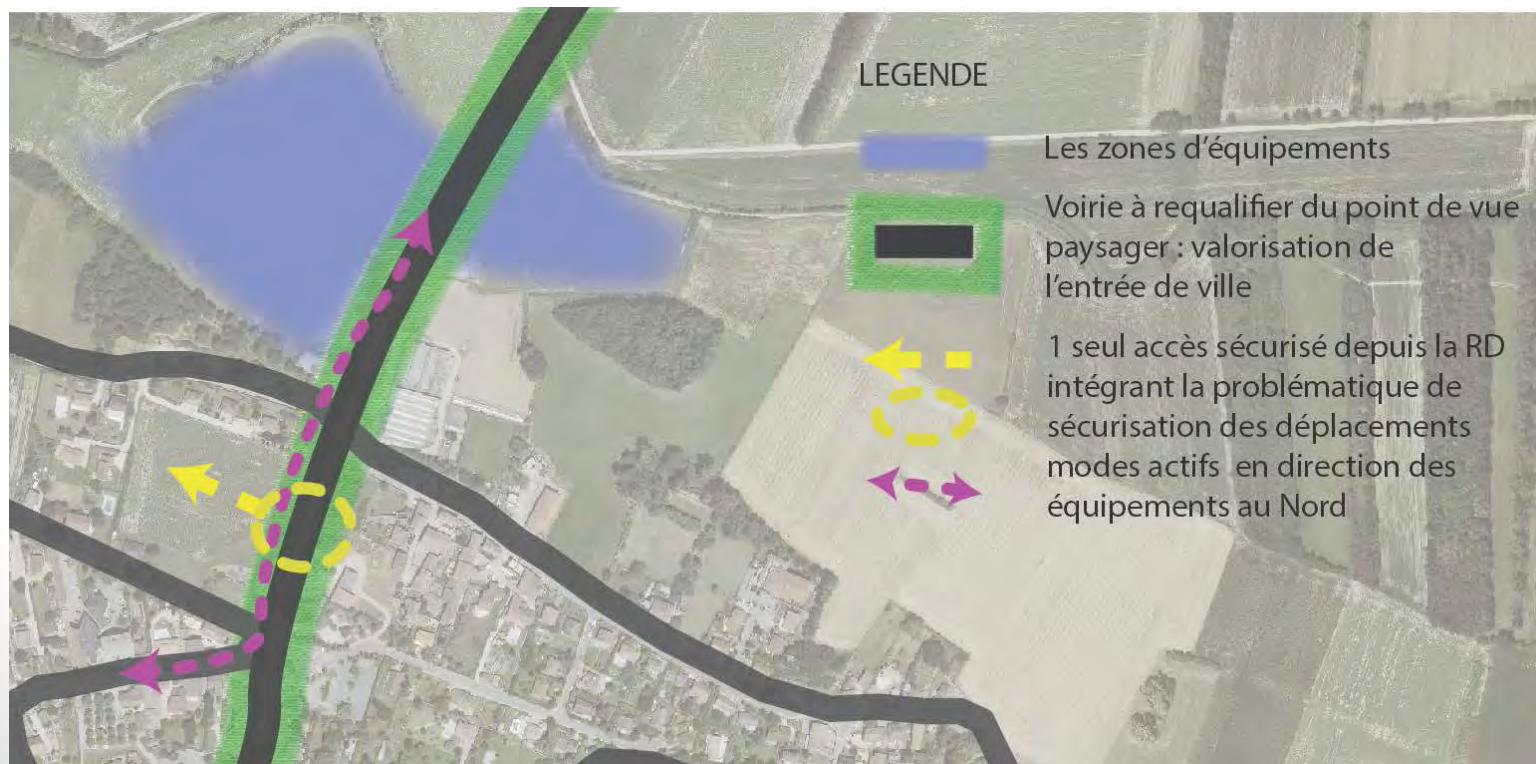 LEGENDE
Les zones d'équipements
Voirie à requalifier du point de vue
paysager : valorisation de
l'entrée de ville
1 seul accès sécurisé depuis la RD
intégrant la problématique de
sécurisation des déplacements
modes actifs en direction des
équipements au Nord